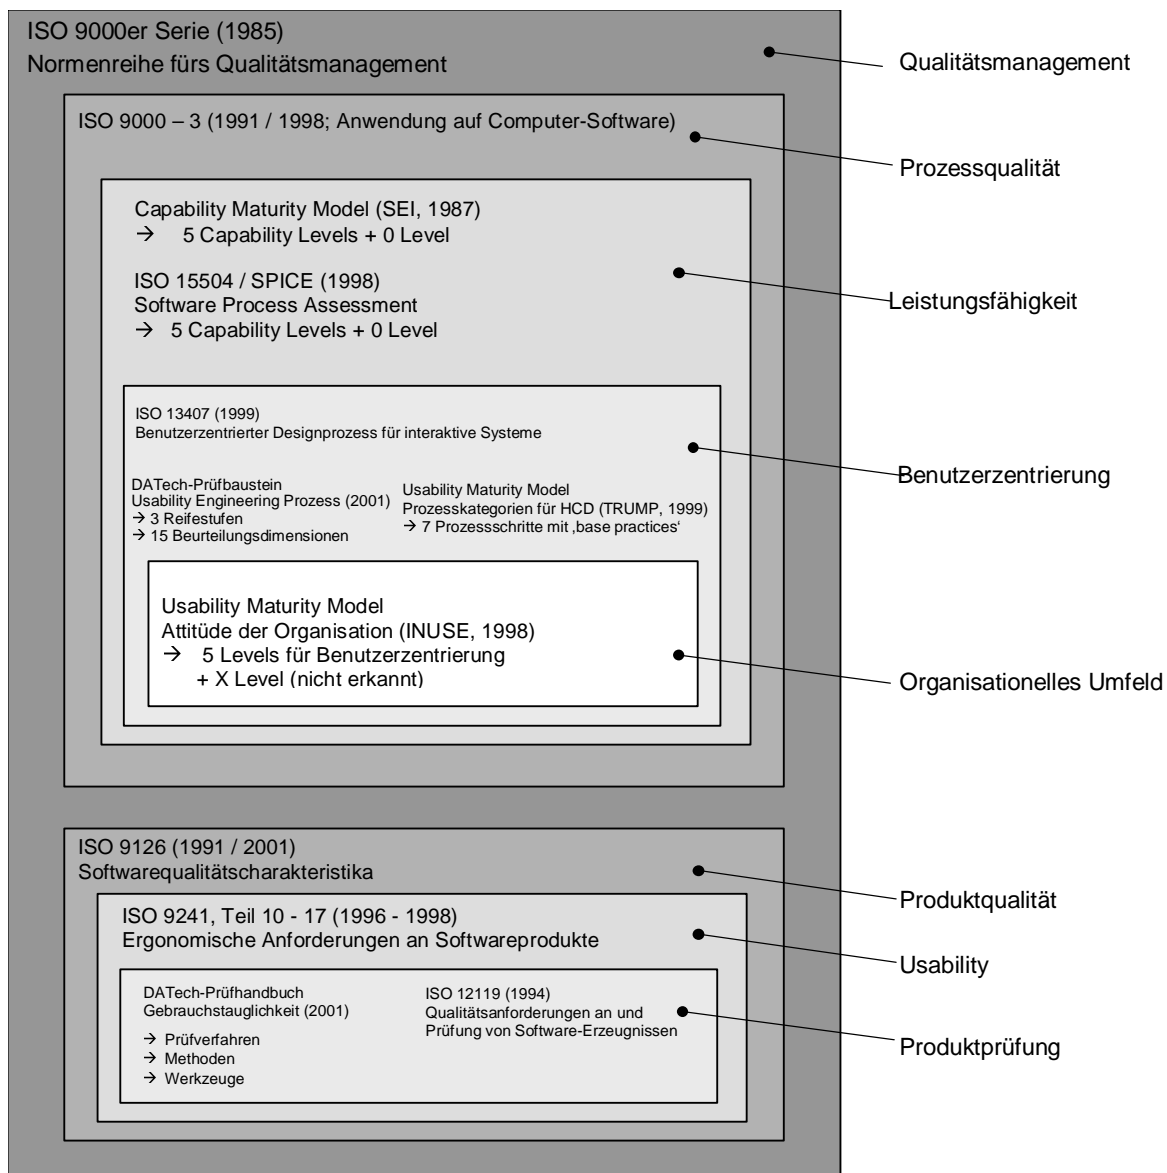 ISO 9000er Serie (1985)
Normenreihe fürs Qualitätsmanagement
Qualitätsmanagement
ISO 9000 – 3 (1991 / 1998; Anwendung auf Computer-Software)
Prozessqualität
Capability Maturity Model (SEI, 1987)
→ 5 Capability Levels + 0 Level
ISO 15504 / SPICE (1998)
Software Process Assessment
→ 5 Capability Levels + 0 Level
Leistungsfähigkeit
ISO 13407 (1999)
Benutzerzentrierter Designprozess für interaktive Systeme
Benutzerzentrierung
DATech-Prüfbaustein
Usability Engineering Prozess (2001)
→ 3 Reifestufen
→ 15 Beurteilungsdimensionen
Usability Maturity Model
Prozesskategorien für HCD (TRUMP, 1999)
→ 7 Prozessschritte mit ‚base practices‘
Usability Maturity Model
Attitüde der Organisation (INUSE, 1998)
→ 5 Levels für Benutzerzentrierung
+ X Level (nicht erkannt)
Organisationelles Umfeld
ISO 9126 (1991 / 2001)
Softwarequalitätscharakteristika
Produktqualität
ISO 9241, Teil 10 - 17 (1996 - 1998)
Ergonomische Anforderungen an Softwareprodukte
Usability
DATech-Prüfhandbuch
Gebrauchstauglichkeit (2001)
→ Prüfverfahren
→ Methoden
→ Werkzeuge
ISO 12119 (1994)
Qualitätsanforderungen an und
Prüfung von Software-Erzeugnissen
Produktprüfung